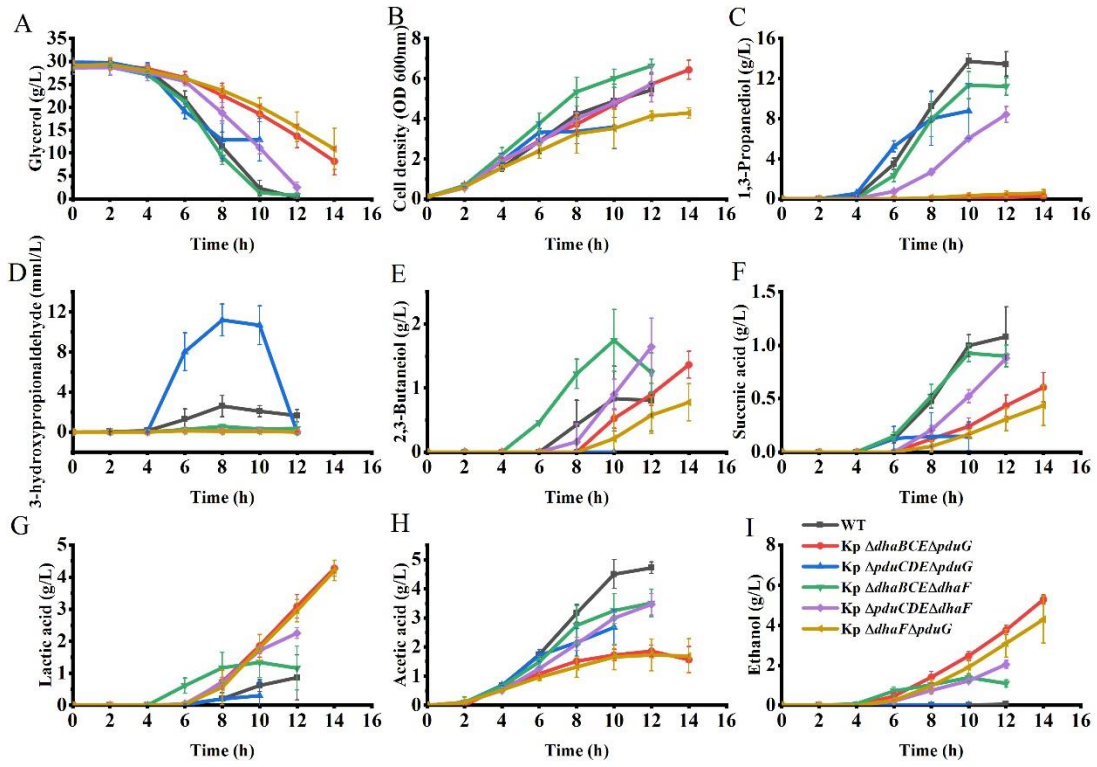 A
Glycerol (g/L)
35
30
25
20
15
10
5
0
0 2 4 6 8 10 12 14 16
Time (h)
B
Cell density (OD 600nm)
8
6
4
2
0
0 2 4 6 8 10 12 14 16
Time (h)
C
1,3-Propanediol (g/L)
16
12
8
4
0
0 2 4 6 8 10 12 14 16
Time (h)
D
3-hydroxypropionaldehyde (mml/L)
12
8
4
0
0 2 4 6 8 10 12 14 16
Time (h)
E
2,3-Butaneiol (g/L)
2
1
0
0 2 4 6 8 10 12 14 16
Time (h)
F
Succnic acid (g/L)
1.5
1.0
0.5
0.0
0 2 4 6 8 10 12 14 16
Time (h)
G
Lactic acid (g/L)
5
4
3
2
1
0
0 2 4 6 8 10 12 14 16
Time (h)
H
Acetic acid (g/L)
5
4
3
2
1
0
0 2 4 6 8 10 12 14 16
Time (h)
I
Ethanol (g/L)
8
6
4
2
0
0 2 4 6 8 10 12 14 16
Time (h)
WT
Kp ΔdhaBCEΔpduG
Kp ΔpduCDEΔpduG
Kp ΔdhaBCEΔdhaF
Kp ΔpduCDEΔdhaF
Kp ΔdhaFΔpduG